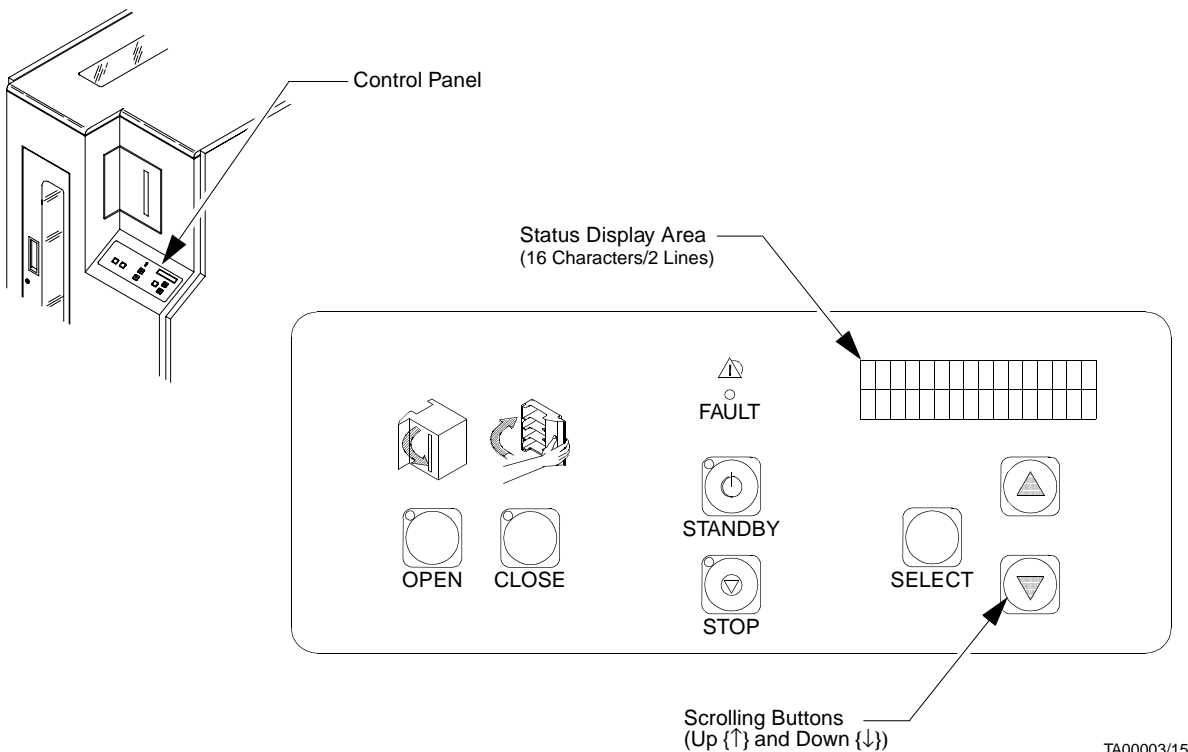 Control Panel
Status Display Area
(16 Characters/2 Lines)
FAULT
STANDBY
OPEN
CLOSE
SELECT
STOP
Scrolling Buttons
(Up {↑} and Down {↓})
TA00003/15